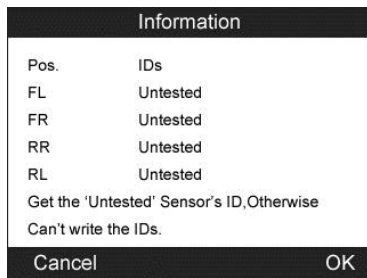 Information
Pos. IDs
FL Untested
FR Untested
RR Untested
RL Untested
Get the ‘Untested’ Sensor's ID,Otherwise
Can't write the IDs.
Cancel OK